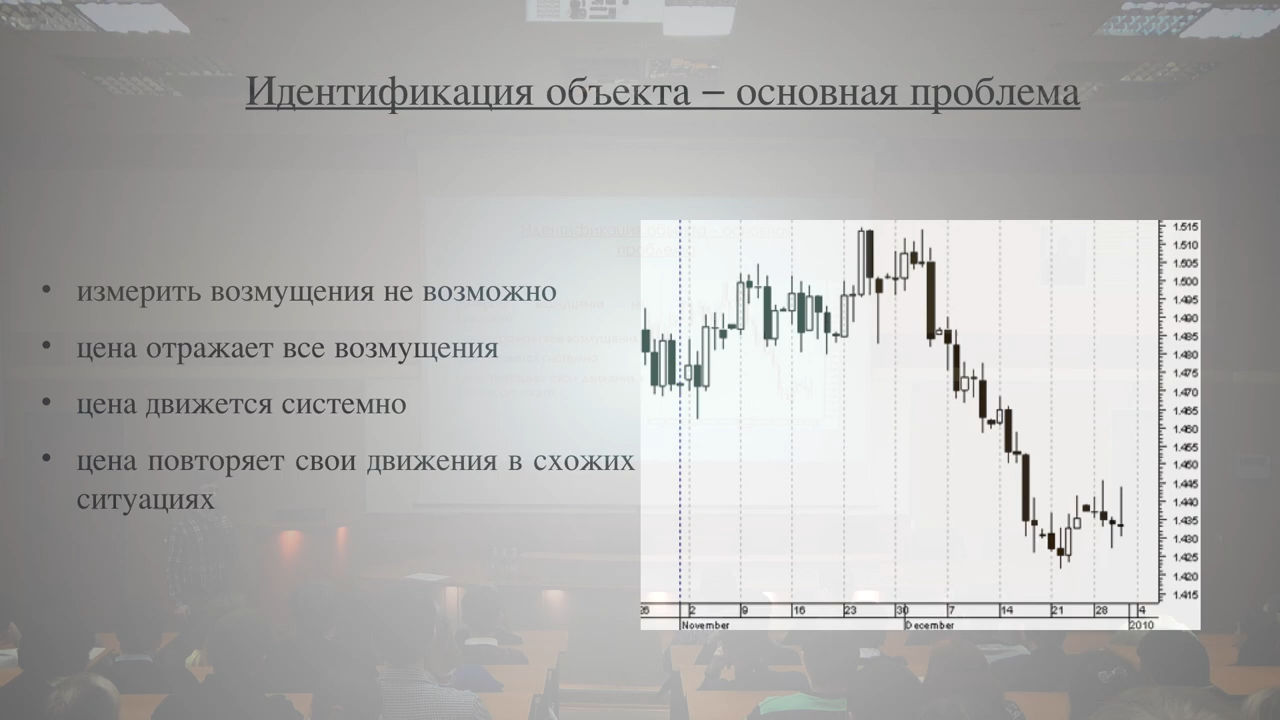 Идентификация объекта – основная проблема
• измерить возмущения не возможно
• цена отражает все возмущения
• цена движется системно
• цена повторяет свои движения в схожих
ситуациях
1.515
1.510
1.505
1.500
1.495
1.490
1.485
1.480
1.475
1.470
1.465
1.460
1.455
1.450
1.445
1.440
1.435
1.430
1.425
1.420
1.415
2 9 16 23 30 7 14 21 28 4
November December 2010